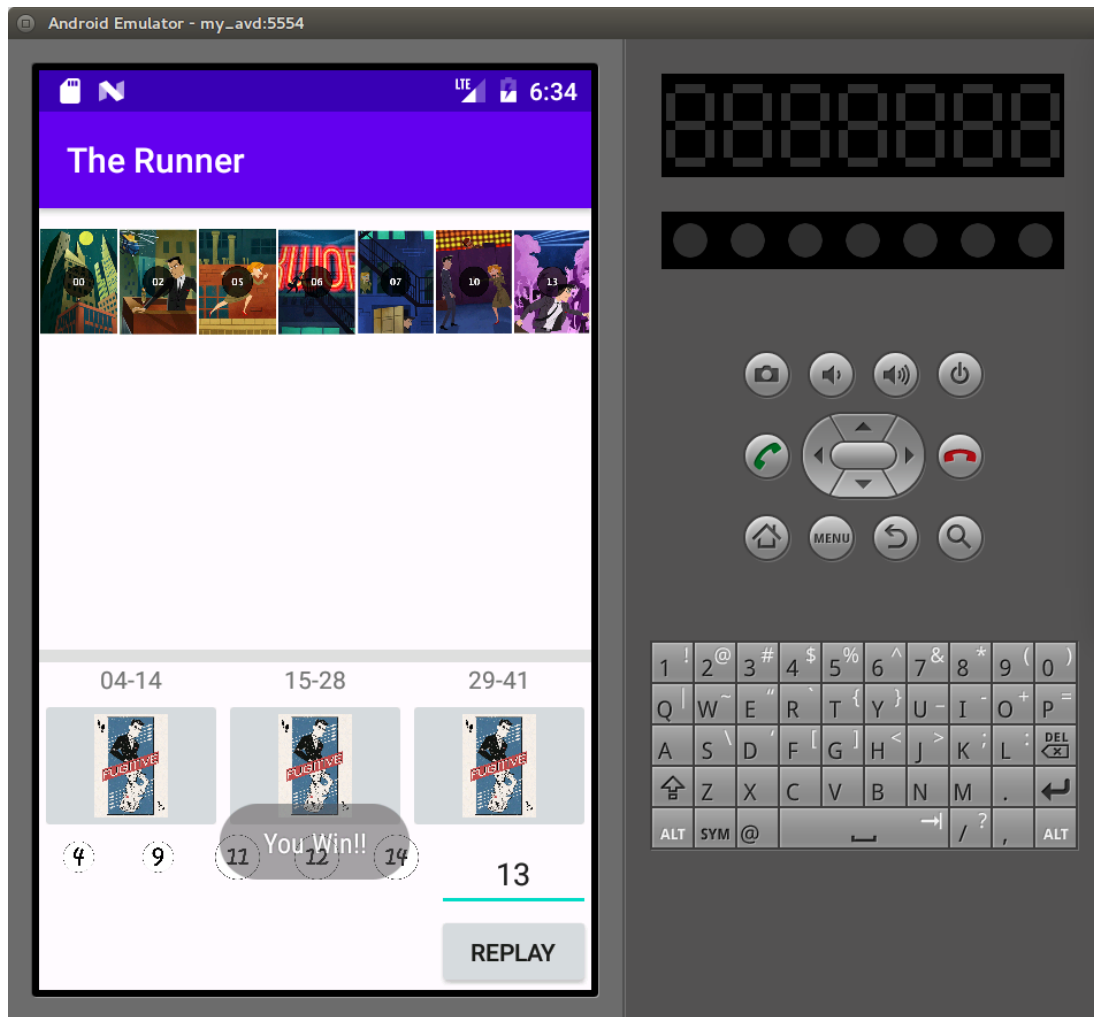 Android Emulator - my_avd:5554
LTE 6:34
The Runner
00 02 05 06 07 10 13
04-14 15-28 29-41
FUGITIVE FUGITIVE FUGITIVE
4 9 11 12 14
You Win!!
13
REPLAY
MENU
1 ! 2 @ 3 # 4 $ 5 % 6 ^ 7 & 8 * 9 ( 0 )
Q | W ~ E “ R ` T { Y } U _ I - O + P =
A S \ D ‘ F [ G ] H < J > K ; L : DEL
Z X C V B N M .
ALT SYM @ / ? , ALT